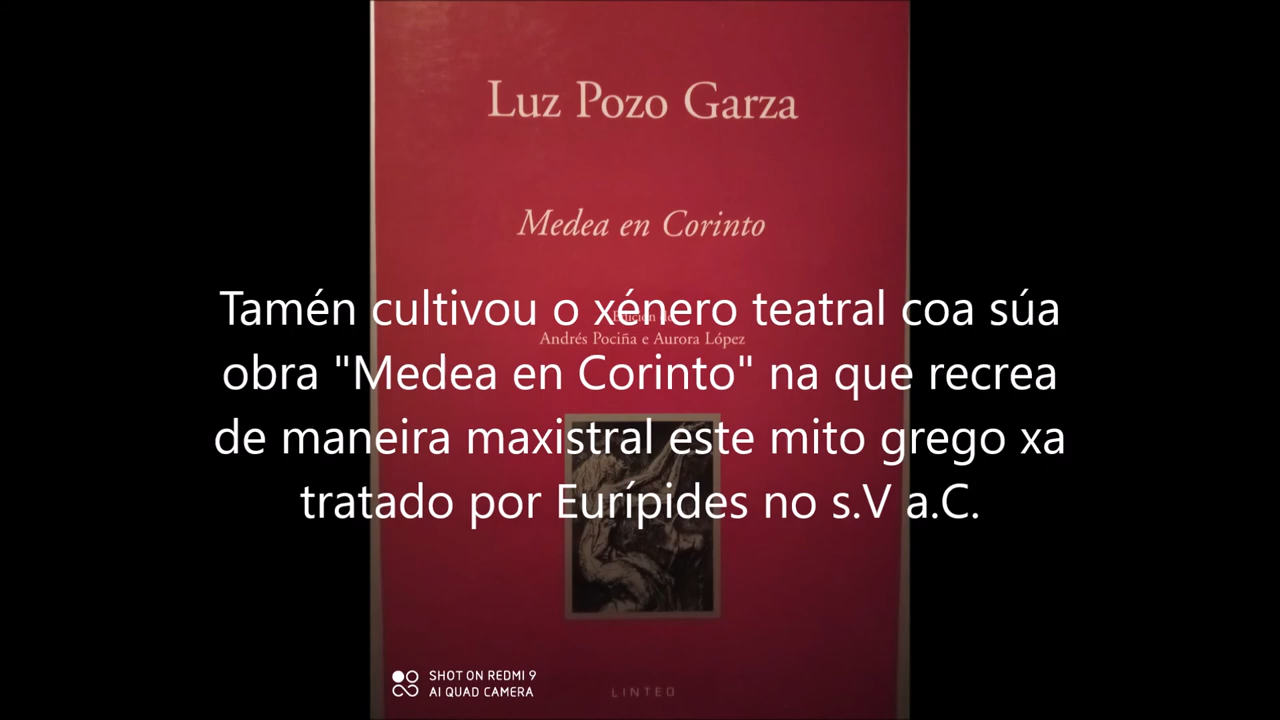 Luz Pozo Garza
Medea en Corinto
Tamén cultivou o xénero teatral coa súa
Edición de
Andrés Pociña e Aurora López
obra "Medea en Corinto" na que recrea
de maneira maxistral este mito grego xa
tratado por Eurípides no s.V a.C.
SHOT ON REDMI 9
AI QUAD CAMERA
LINTEO